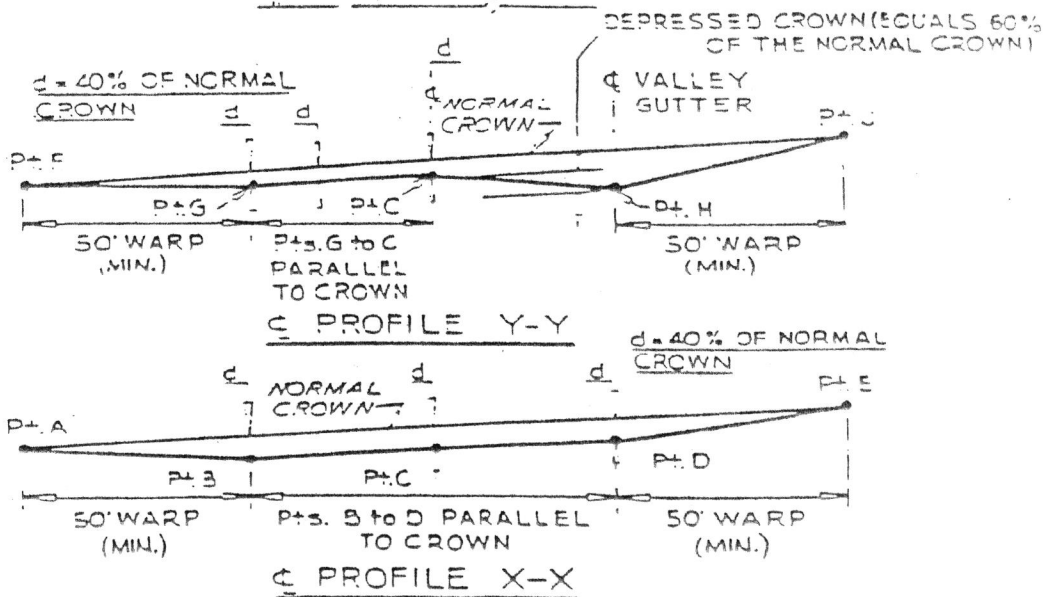 DEPRESSED CROWN (EQUALS 60%
OF THE NORMAL CROWN)
d = 40% OF NORMAL
CROWN
d
d
d
℄
NORMAL
CROWN
℄ VALLEY
GUTTER
Pt. F
Pt. G
Pt. C
Pt. H
Pt. J
50' WARP
(MIN.)
Pts. G to C
PARALLEL
TO CROWN
50' WARP
(MIN.)
℄ PROFILE Y-Y
d = 40% OF NORMAL
CROWN
d
d
d
NORMAL
CROWN
Pt. A
Pt. B
Pt. C
Pt. D
Pt. E
50' WARP
(MIN.)
Pts. B to D PARALLEL
TO CROWN
50' WARP
(MIN.)
℄ PROFILE X-X